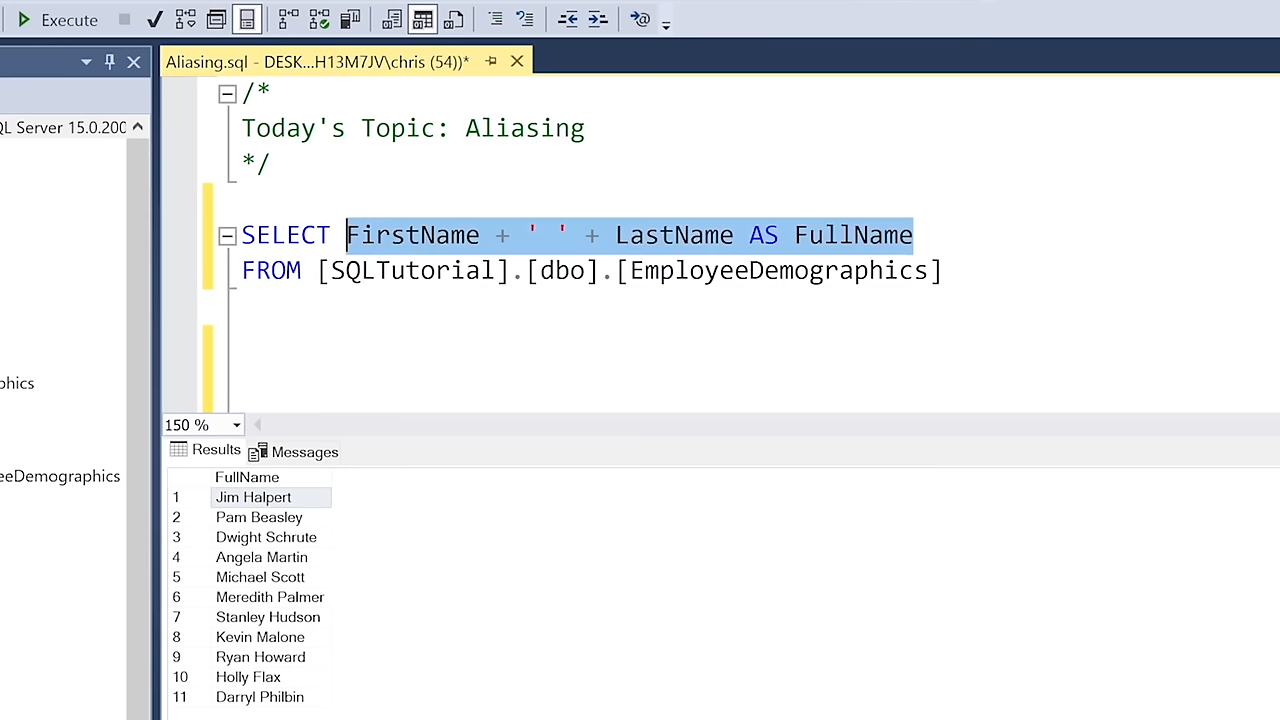 Execute
Aliasing.sql - DESK...H13M7JV\chris (54))*
QL Server 15.0.200
/*
Today's Topic: Aliasing
*/
SELECT FirstName + ' ' + LastName AS FullName
FROM [SQLTutorial].[dbo].[EmployeeDemographics]
phics
eeDemographics
150 %
Results
Messages
FullName
1 Jim Halpert
2 Pam Beasley
3 Dwight Schrute
4 Angela Martin
5 Michael Scott
6 Meredith Palmer
7 Stanley Hudson
8 Kevin Malone
9 Ryan Howard
10 Holly Flax
11 Darryl Philbin